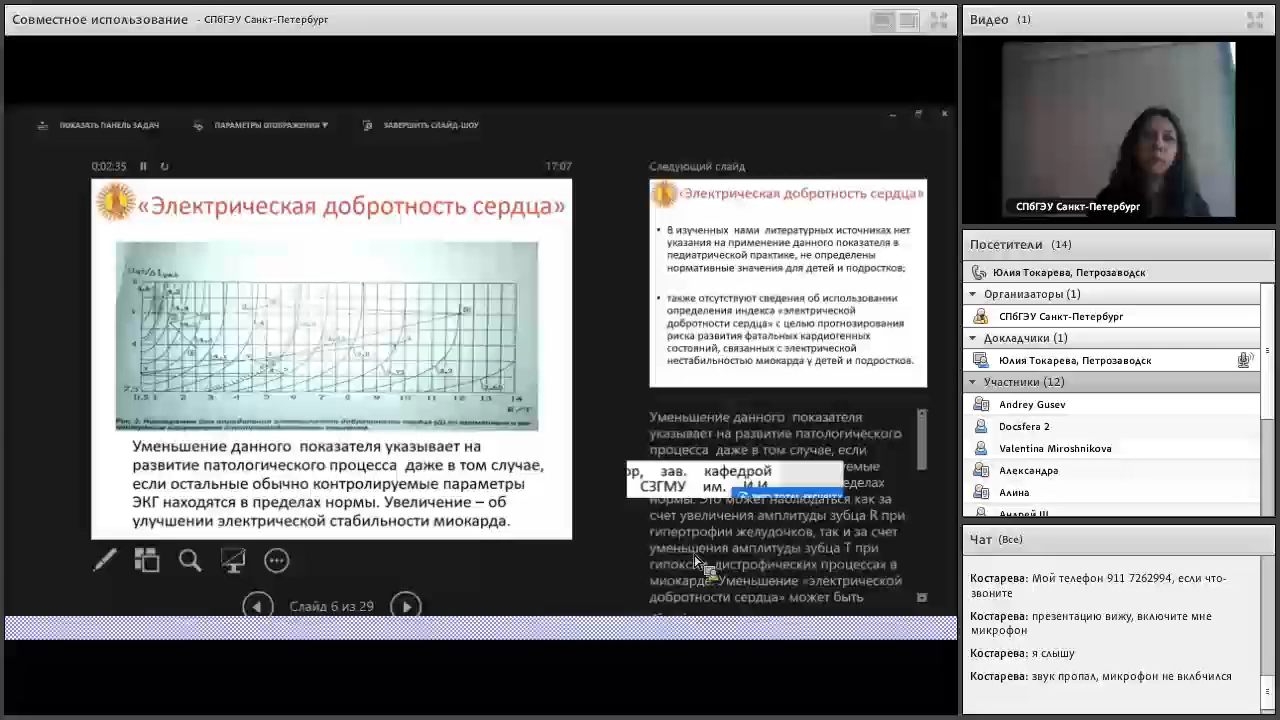 Совместное использование - СПбГЭУ Санкт-Петербург
ПОКАЗАТЬ ПАНЕЛЬ ЗАДАЧ
ПАРАМЕТРЫ ОТОБРАЖЕНИЯ ▼
ЗАВЕРШИТЬ СЛАЙД-ШОУ
0:02:35
17:07
«Электрическая добротность сердца»
Уменьшение данного показателя указывает на
развитие патологического процесса даже в том случае,
если остальные обычно контролируемые параметры
ЭКГ находятся в пределах нормы. Увеличение – об
улучшении электрической стабильности миокарда.
Слайд 6 из 29
Следующий слайд
«Электрическая добротность сердца»
• В изученных нами литературных источниках нет
указания на применение данного показателя в
педиатрической практике, не определены
нормативные значения для детей и подростков;
• также отсутствуют сведения об использовании
определения индекса «электрической
добротности сердца» с целью прогнозирования
риска развития фатальных кардиогенных
состояний, связанных с электрической
нестабильностью миокарда у детей и подростков.
Уменьшение данного показателя
указывает на развитие патологического
процесса даже в том случае, если
зав. кафедрой
СЗГМУ им. И.И.
нормы. Это может наблюдаться как за
счет увеличения амплитуды зубца R при
гипертрофии желудочков, так и за счет
уменьшения амплитуды зубца T при
дистрофических процессах в
миокарде. Уменьшение «электрической
добротности сердца» может быть
Видео (1)
СПбГЭУ Санкт-Петербург
Посетители (14)
Юлия Токарева, Петрозаводск
Организаторы (1)
СПбГЭУ Санкт-Петербург
Докладчики (1)
Юлия Токарева, Петрозаводск
Участники (12)
Andrey Gusev
Docsfera 2
Valentina Miroshnikova
Александра
Алина
Андрей Ш
Чат (Все)
Костарева: Мой телефон 911 7262994, если что-
звоните
Костарева: презентацию вижу, включите мне
микрофон
Костарева: я слышу
Костарева: звук пропал, микрофон не вклбчился